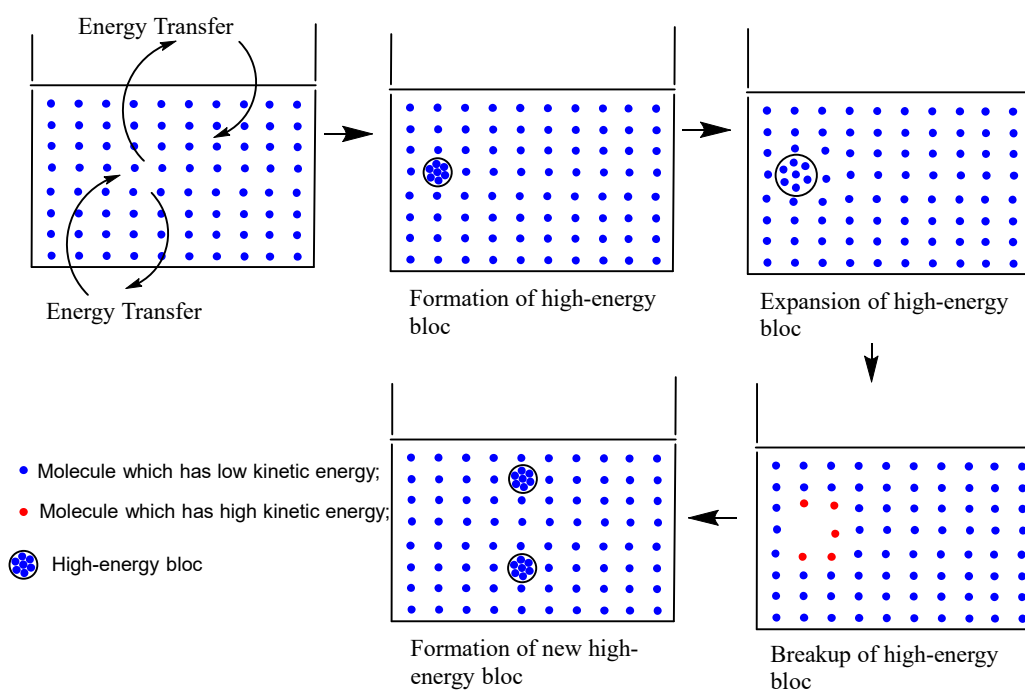 Energy Transfer
Energy Transfer
Formation of high-energy
bloc
Expansion of high-energy
bloc
Molecule which has low kinetic energy;
Molecule which has high kinetic energy;
High-energy bloc
Formation of new high-
energy bloc
Breakup of high-energy
bloc